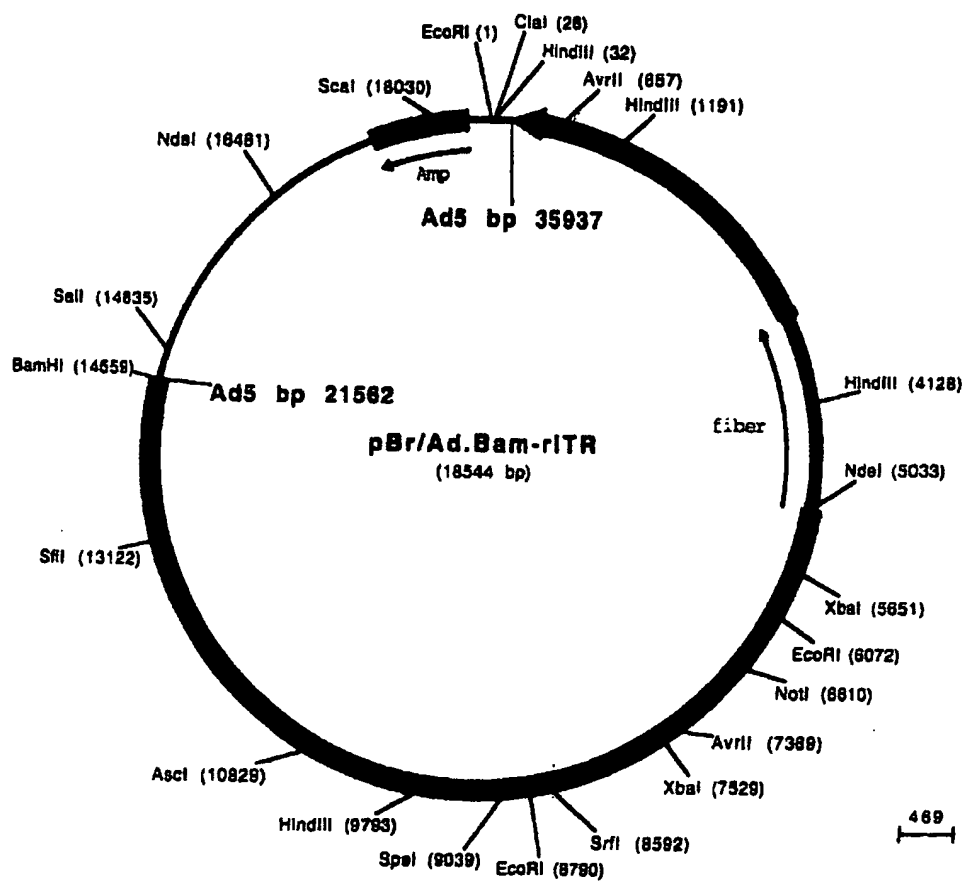 EcoRI (1)
ClaI (26)
HindIII (32)
AvrII (657)
HindIII (1191)
ScaI (18030)
NdeI (16481)
Amp
Ad5 bp 35937
SalI (14835)
BamHI (14559)
Ad5 bp 21562
HindIII (4128)
fiber
pBr/Ad.Bam-rITR
(18544 bp)
NdeI (5033)
SfiI (13122)
XbaI (5651)
EcoRI (6072)
NotI (6610)
AvrII (7369)
AscI (10829)
XbaI (7529)
HindIII (9793)
SrfI (8592)
SpeI (9039)
EcoRI (8790)
469